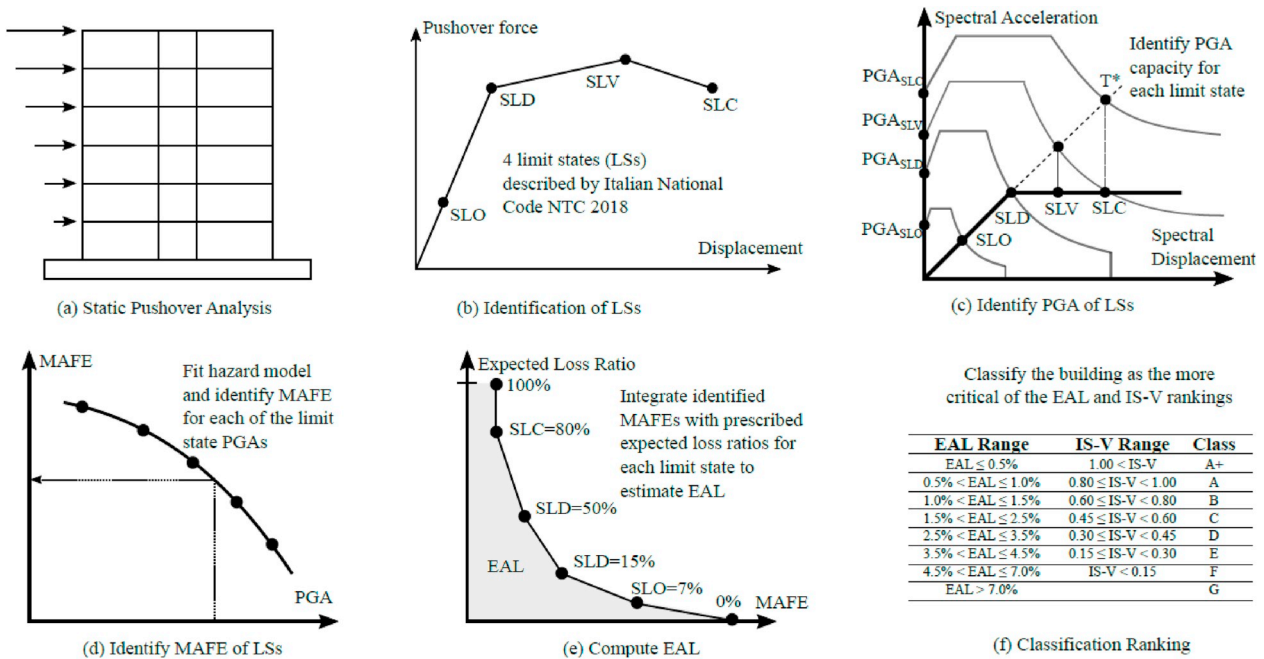 Pushover force
SLD
SLV
SLC
4 limit states (LSs)
described by Italian National
Code NTC 2018
SLO
Displacement
(a) Static Pushover Analysis
(b) Identification of LSs
Spectral Acceleration
Identify PGA
capacity for
each limit state
T*
PGASLC
PGASLV
PGASLD
PGASLO
SLD
SLV
SLC
SLO
Spectral
Displacement
(c) Identify PGA of LSs
MAFE
Fit hazard model
and identify MAFE
for each of the limit
state PGAs
PGA
(d) Identify MAFE of LSs
Expected Loss Ratio
100%
Integrate identified
MAFEs with prescribed
expected loss ratios for
each limit state to
estimate EAL
SLC=80%
SLD=50%
SLD=15%
EAL
SLO=7%
0%
MAFE
(e) Compute EAL
Classify the building as the more
critical of the EAL and IS-V rankings
EAL Range IS-V Range Class
EAL ≤ 0.5% 1.00 < IS-V A+
0.5% < EAL ≤ 1.0% 0.80 ≤ IS-V < 1.00 A
1.0% < EAL ≤ 1.5% 0.60 ≤ IS-V < 0.80 B
1.5% < EAL ≤ 2.5% 0.45 ≤ IS-V < 0.60 C
2.5% < EAL ≤ 3.5% 0.30 ≤ IS-V < 0.45 D
3.5% < EAL ≤ 4.5% 0.15 ≤ IS-V < 0.30 E
4.5% < EAL ≤ 7.0% IS-V < 0.15 F
EAL > 7.0% G
(f) Classification Ranking